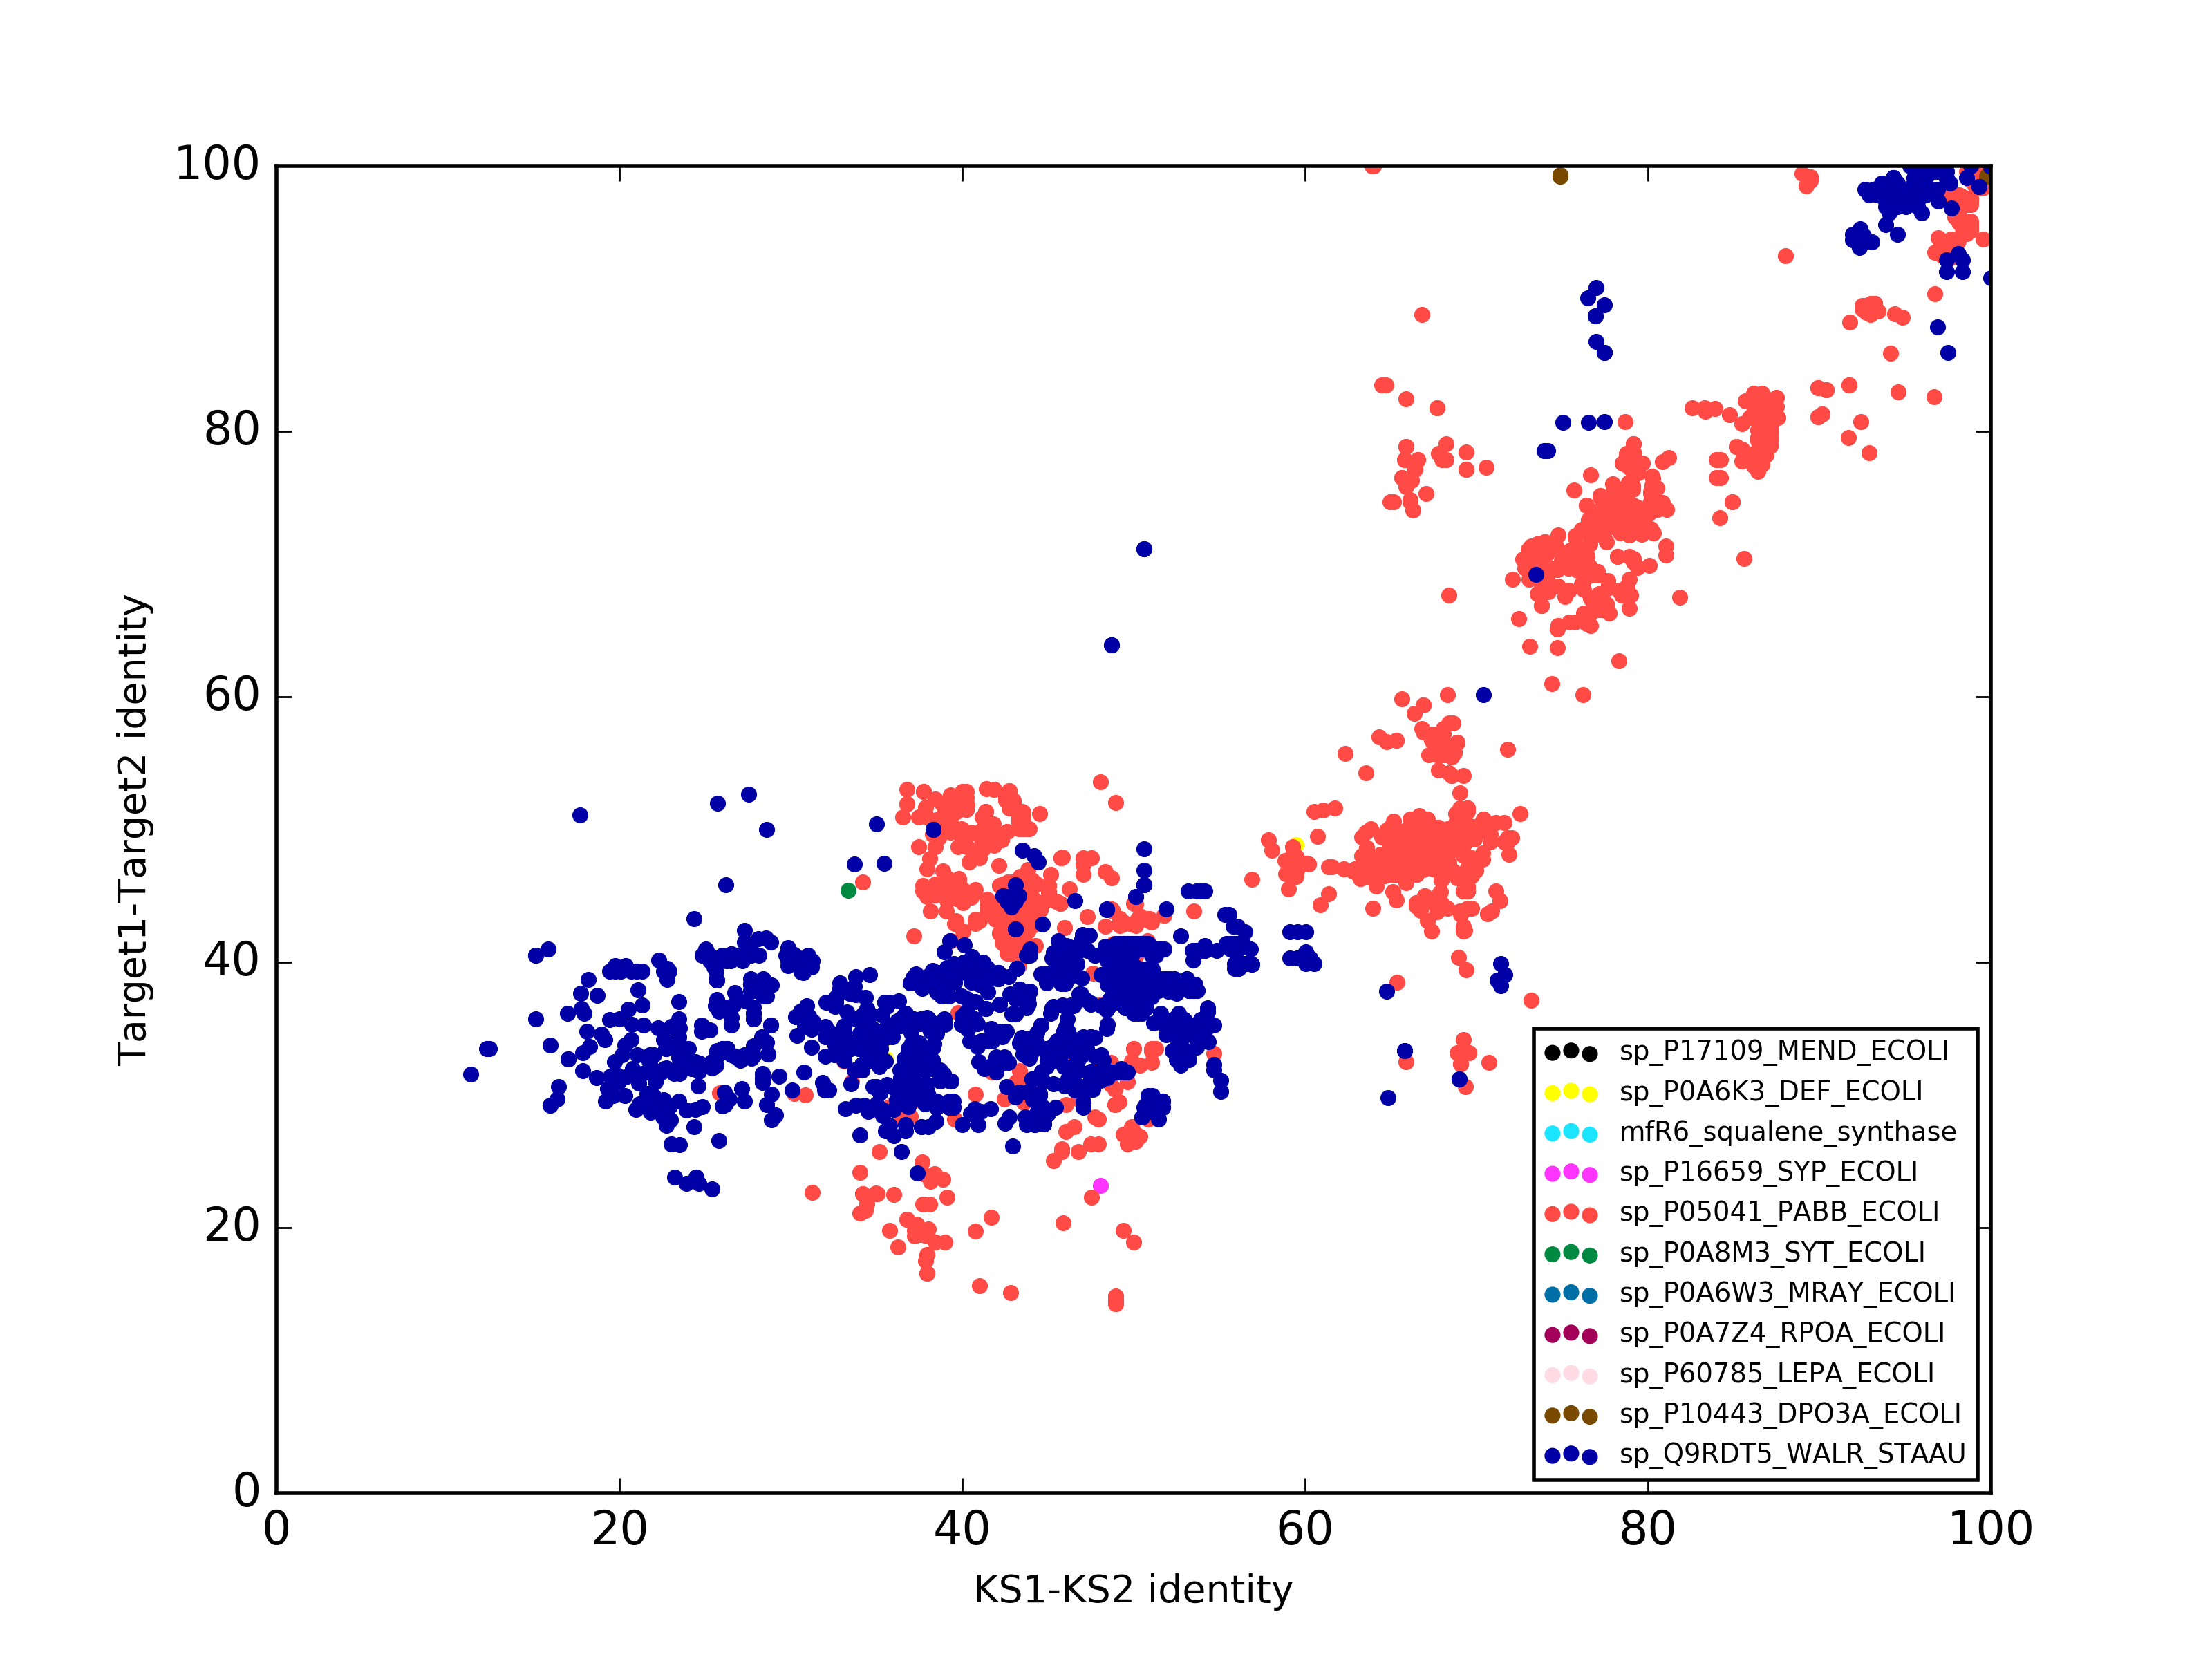 100
80
60
40
20
0
0 20 40 60 80 100
KS1-KS2 identity
Target1-Target2 identity
sp_P17109_MEND_ECOLI
sp_P0A6K3_DEF_ECOLI
mfR6_squalene_synthase
sp_P16659_SYP_ECOLI
sp_P05041_PABB_ECOLI
sp_P0A8M3_SYT_ECOLI
sp_P0A6W3_MRAY_ECOLI
sp_P0A7Z4_RPOA_ECOLI
sp_P60785_LEPA_ECOLI
sp_P10443_DPO3A_ECOLI
sp_Q9RDT5_WALR_STAAU